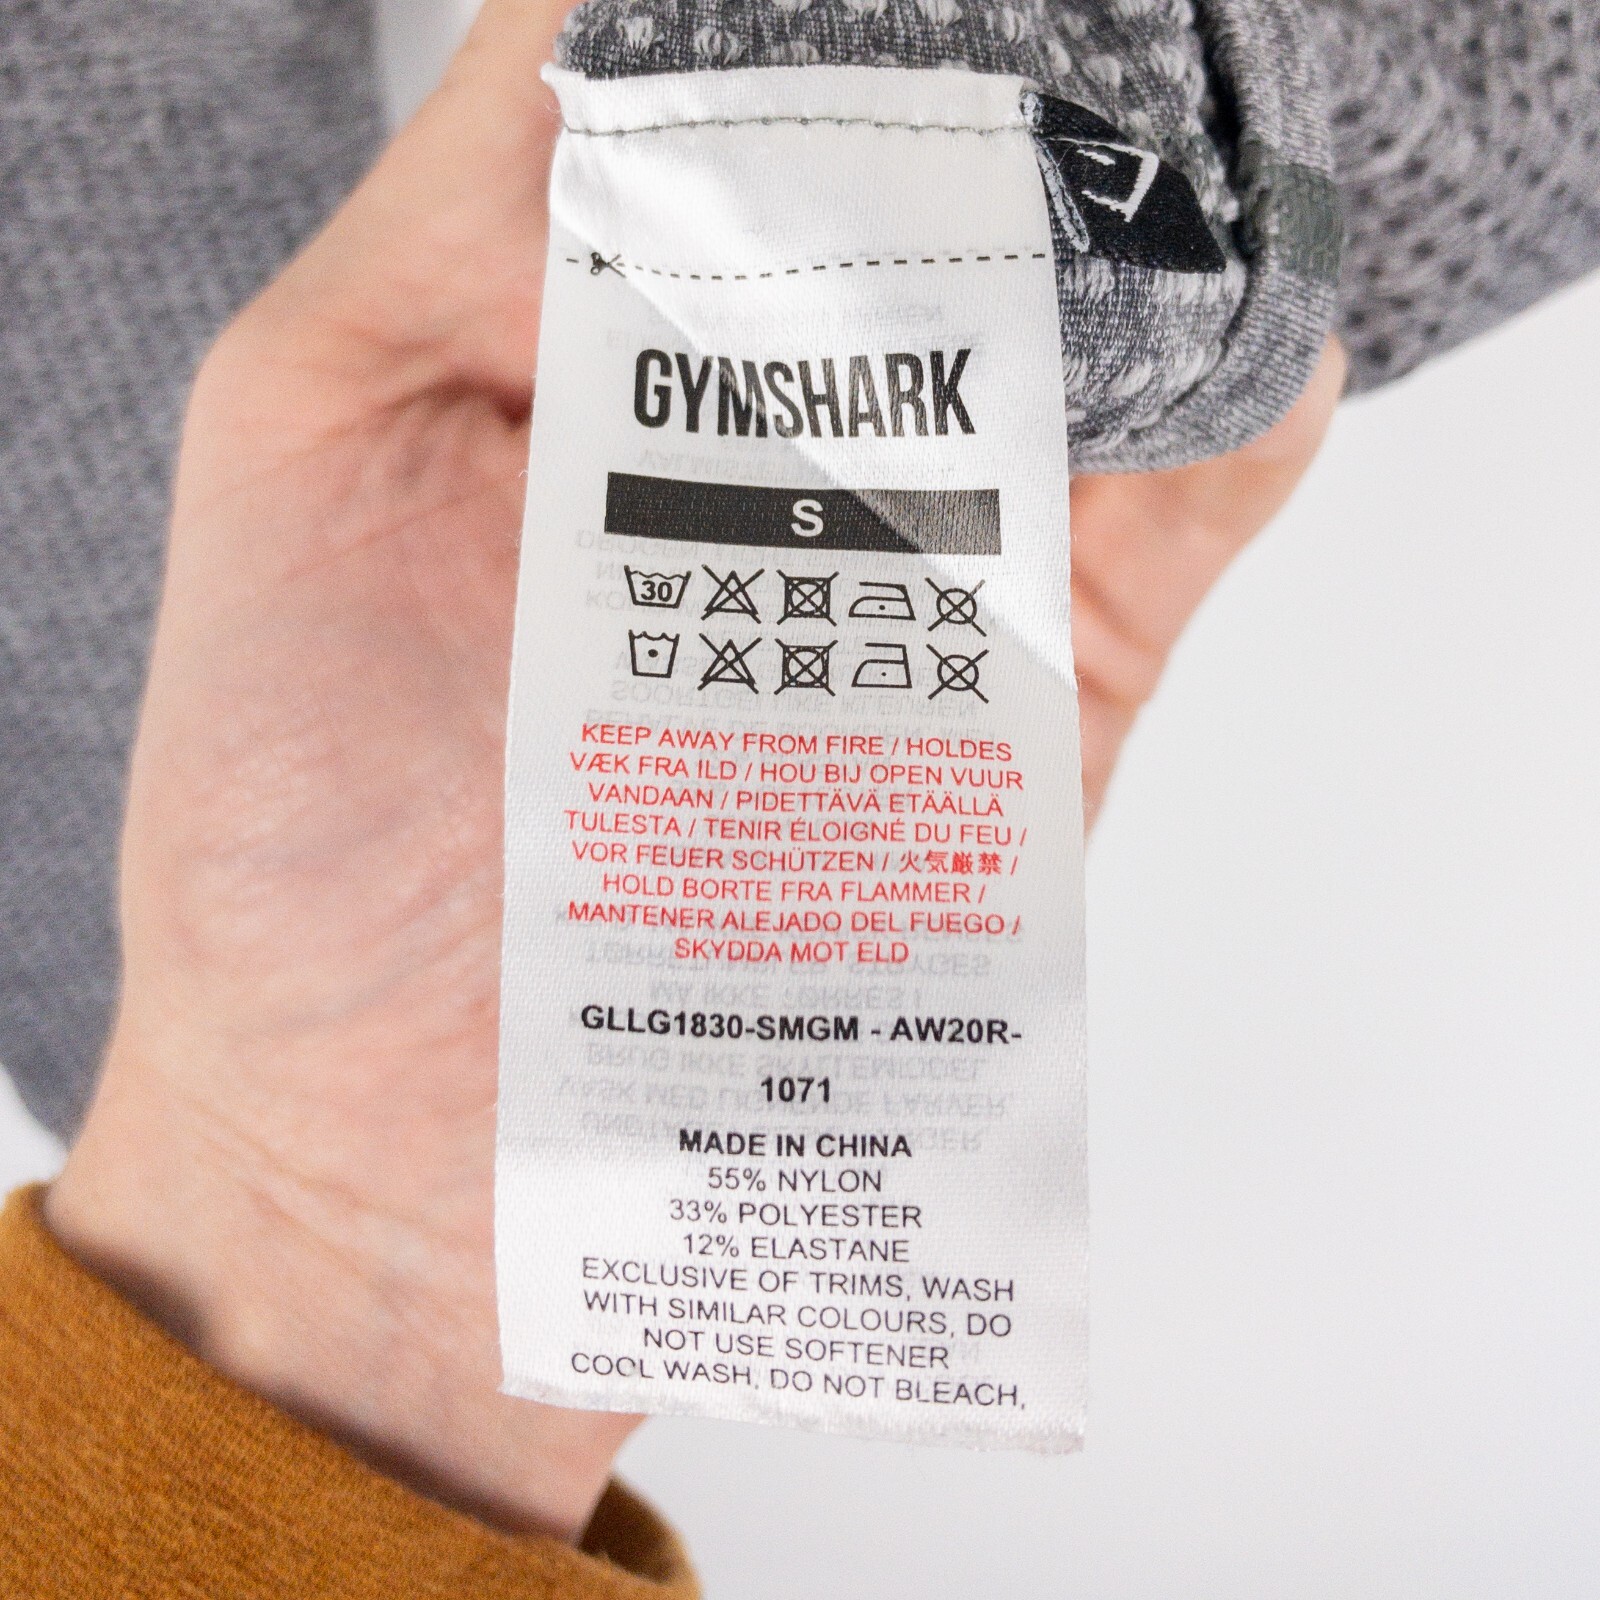 GYMSHARK
S
30
KEEP AWAY FROM FIRE / HOLDES
VÆK FRA ILD / HOU BIJ OPEN VUUR
VANDAAN / PIDETTÄVÄ ETÄÄLLÄ
TULESTA / TENIR ÉLOIGNÉ DU FEU /
VOR FEUER SCHÜTZEN / 火気厳禁 /
HOLD BORTE FRA FLAMMER /
MANTENER ALEJADO DEL FUEGO /
SKYDDA MOT ELD
GLLG1830-SMGM - AW20R-
1071
MADE IN CHINA
55% NYLON
33% POLYESTER
12% ELASTANE
EXCLUSIVE OF TRIMS, WASH
WITH SIMILAR COLOURS, DO
NOT USE SOFTENER
COOL WASH, DO NOT BLEACH,